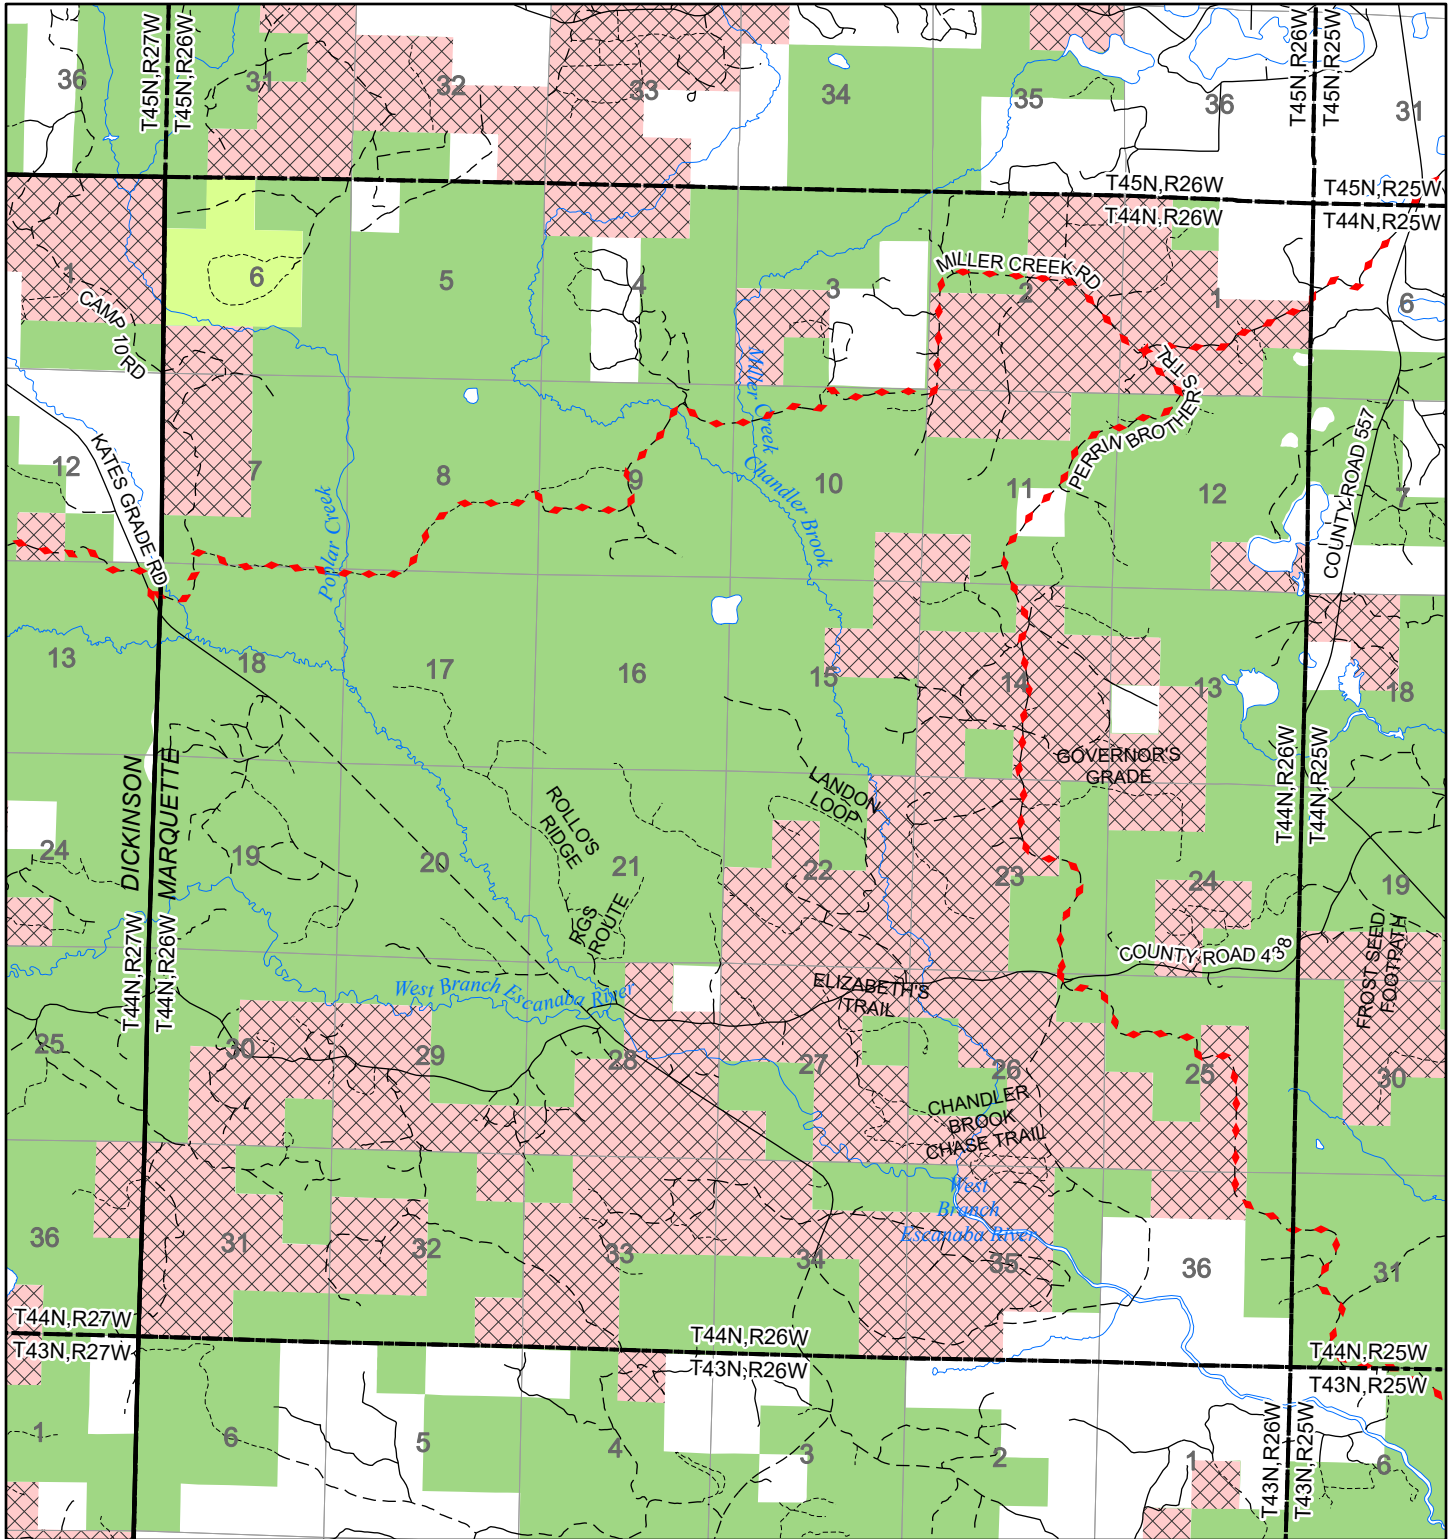 T45N,R27W
T45N,R26W
T45N,R26W
T45N,R25W
36
31
32
33
34
35
36
31
T45N,R26W
T45N,R25W
T44N,R26W
T44N,R25W
1
6
5
4
3
2
1
6
MILLER CREEK RD
CAMP 10 RD
KATES GRADE RD
PERRIN BROTHER'S TRL
COUNTY ROAD 557
Miller Creek
Chandler Brook
Poplar Creek
12
7
8
9
10
11
12
7
13
18
17
16
15
14
13
18
GOVERNOR'S
GRADE
LANDON
LOOP
ROLLO'S
RIDGE
RGS
ROUTE
DICKINSON
MARQUETTE
T44N,R26W
T44N,R25W
24
19
20
21
22
23
24
19
T44N,R27W
T44N,R26W
COUNTY ROAD 438
FROST SEED
FOOTPATH
ELIZABETH'S
TRAIL
West Branch Escanaba River
25
30
29
28
27
26
25
30
CHANDLER
BROOK
CHASE TRAIL
West
Branch
Escanaba River
36
31
32
33
34
35
36
31
T44N,R27W
T44N,R26W
T44N,R25W
T43N,R27W
T43N,R26W
T43N,R25W
1
6
5
4
3
2
1
6
T43N,R26W
T43N,R25W